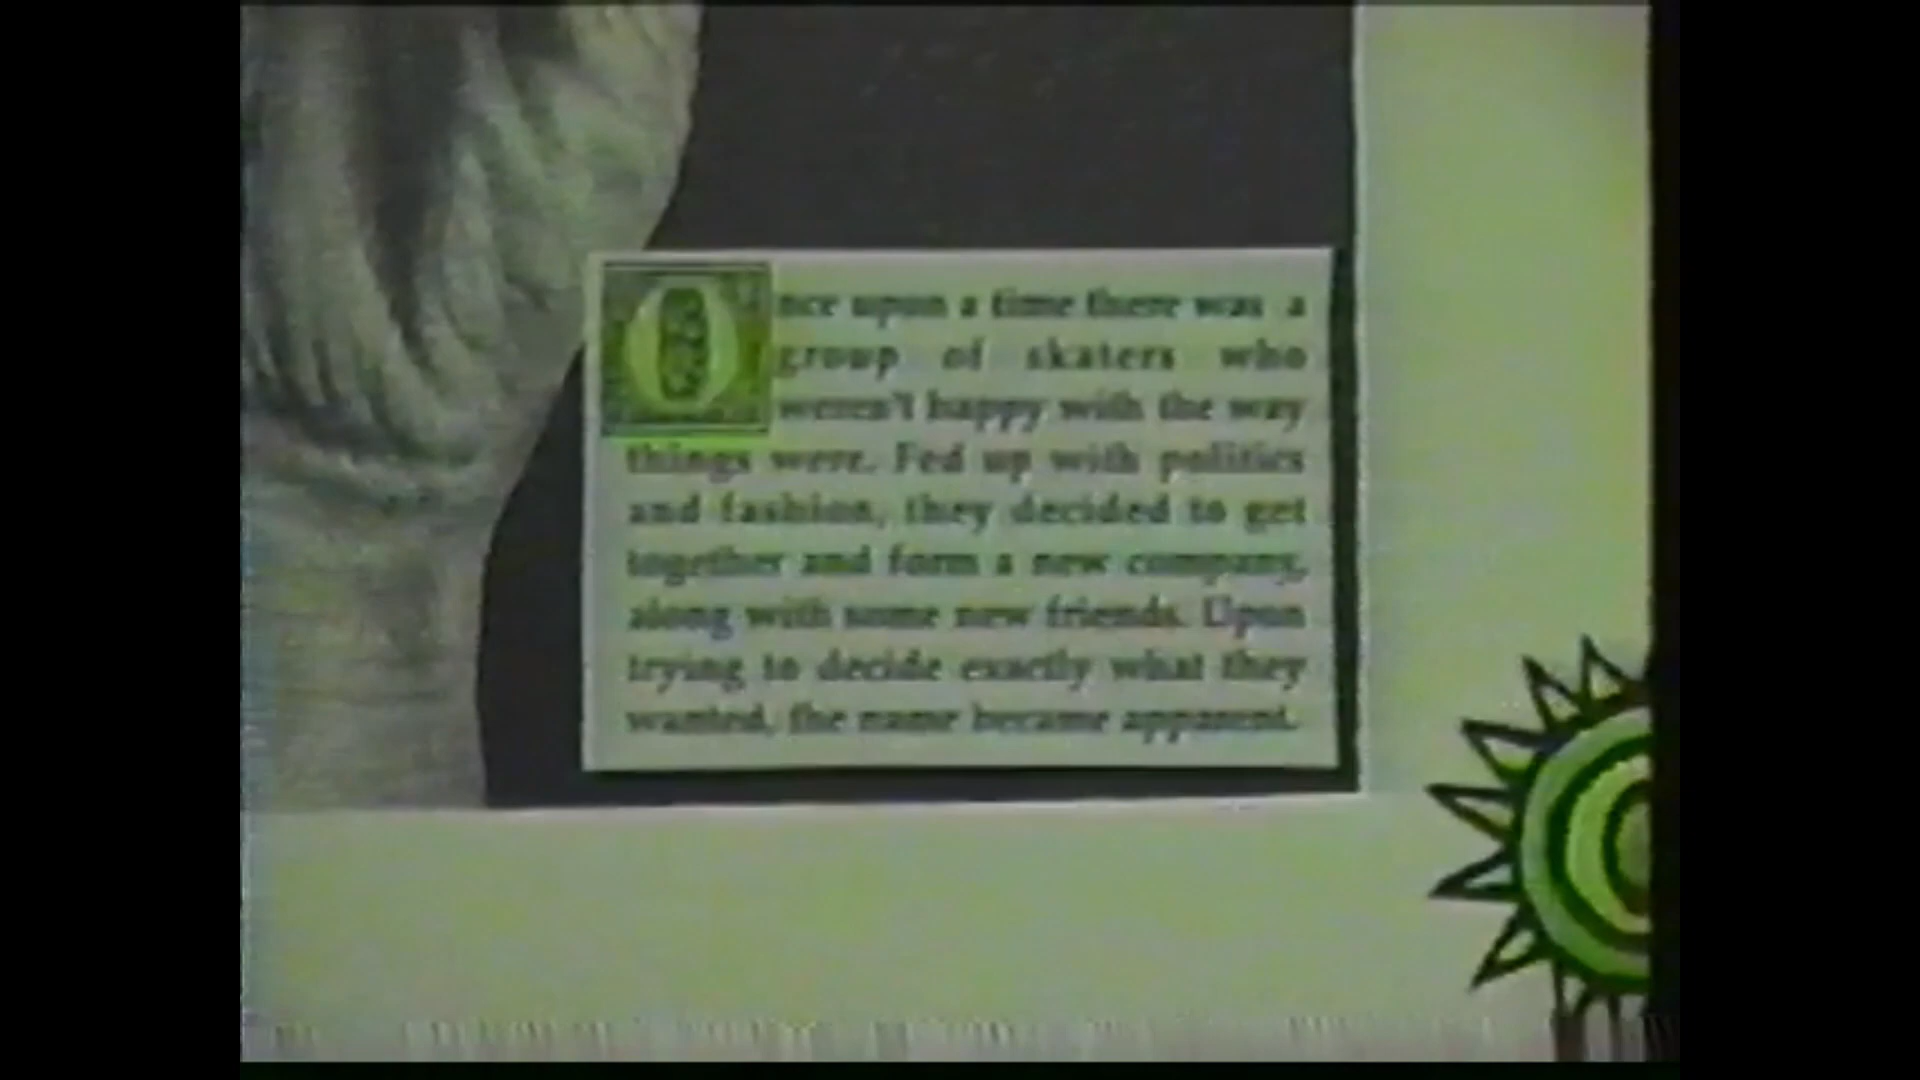 Once upon a time there was a
group of skaters who
weren't happy with the way
things were. Fed up with politics
and fashion, they decided to get
together and form a new company,
along with some new friends. Upon
trying to decide exactly what they
wanted, the name became apparent.